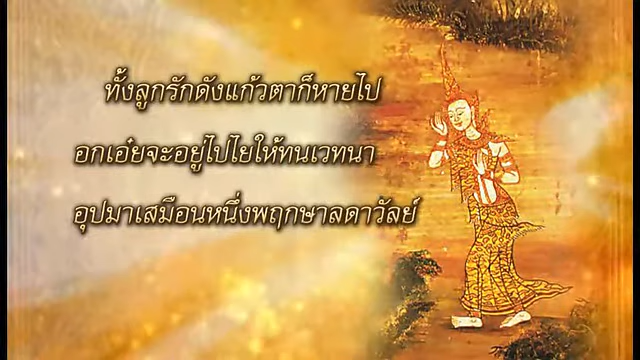 ทั้งลูกรักดังแก้วตาก็หายไป
อกเอ๋ยจะอยู่ไปไยให้ทนเวทนา
อุปมาเสมือนหนึ่งพฤกษาลดาวัลย์